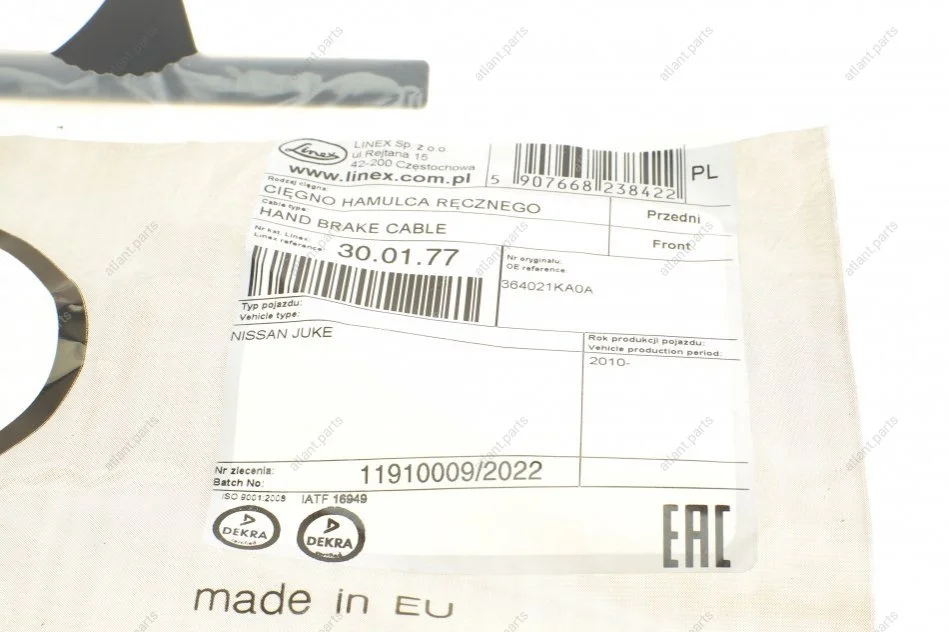 Linex
LINEX Sp. z o.o
ul.Rejtana 15
42-200 Częstochowa
www.linex.com.pl
5 907668 238422
PL
Rodzaj cięgna:
CIĘGNO HAMULCA RĘCZNEGO
Przedni
Cable type:
HAND BRAKE CABLE
Front
Nr kat. Linex:
Linex reference:
30.01.77
Nr oryginału:
OE reference
364021KA0A
Typ pojazdu:
Vehicle type:
NISSAN JUKE
Rok produkcji pojazdu:
Vehicle production period:
2010-
Nr zlecenia:
Batch No:
11910009/2022
ISO 9001:2008
IATF 16949
DEKRA
DEKRA
EAC
made in EU
atlant.parts